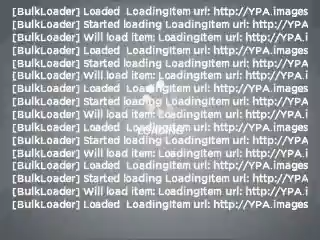 [BulkLoader] Loaded LoadingItem url: http://YPA.images
[BulkLoader] Started loading LoadingItem url: http://YPA
[BulkLoader] Will load item: LoadingItem url: http://YPA.i
[BulkLoader] Loaded LoadingItem url: http://YPA.images
[BulkLoader] Started loading LoadingItem url: http://YPA
[BulkLoader] Will load item: LoadingItem url: http://YPA.i
[BulkLoader] Loaded LoadingItem url: http://YPA.images
[BulkLoader] Started loading LoadingItem url: http://YPA
[BulkLoader] Will load item: LoadingItem url: http://YPA.i
[BulkLoader] Loaded LoadingItem url: http://YPA.images
LOADING
[BulkLoader] Started loading LoadingItem url: http://YPA
[BulkLoader] Will load item: LoadingItem url: http://YPA.i
[BulkLoader] Loaded LoadingItem url: http://YPA.images
[BulkLoader] Started loading LoadingItem url: http://YPA
[BulkLoader] Will load item: LoadingItem url: http://YPA.i
[BulkLoader] Loaded LoadingItem url: http://YPA.images